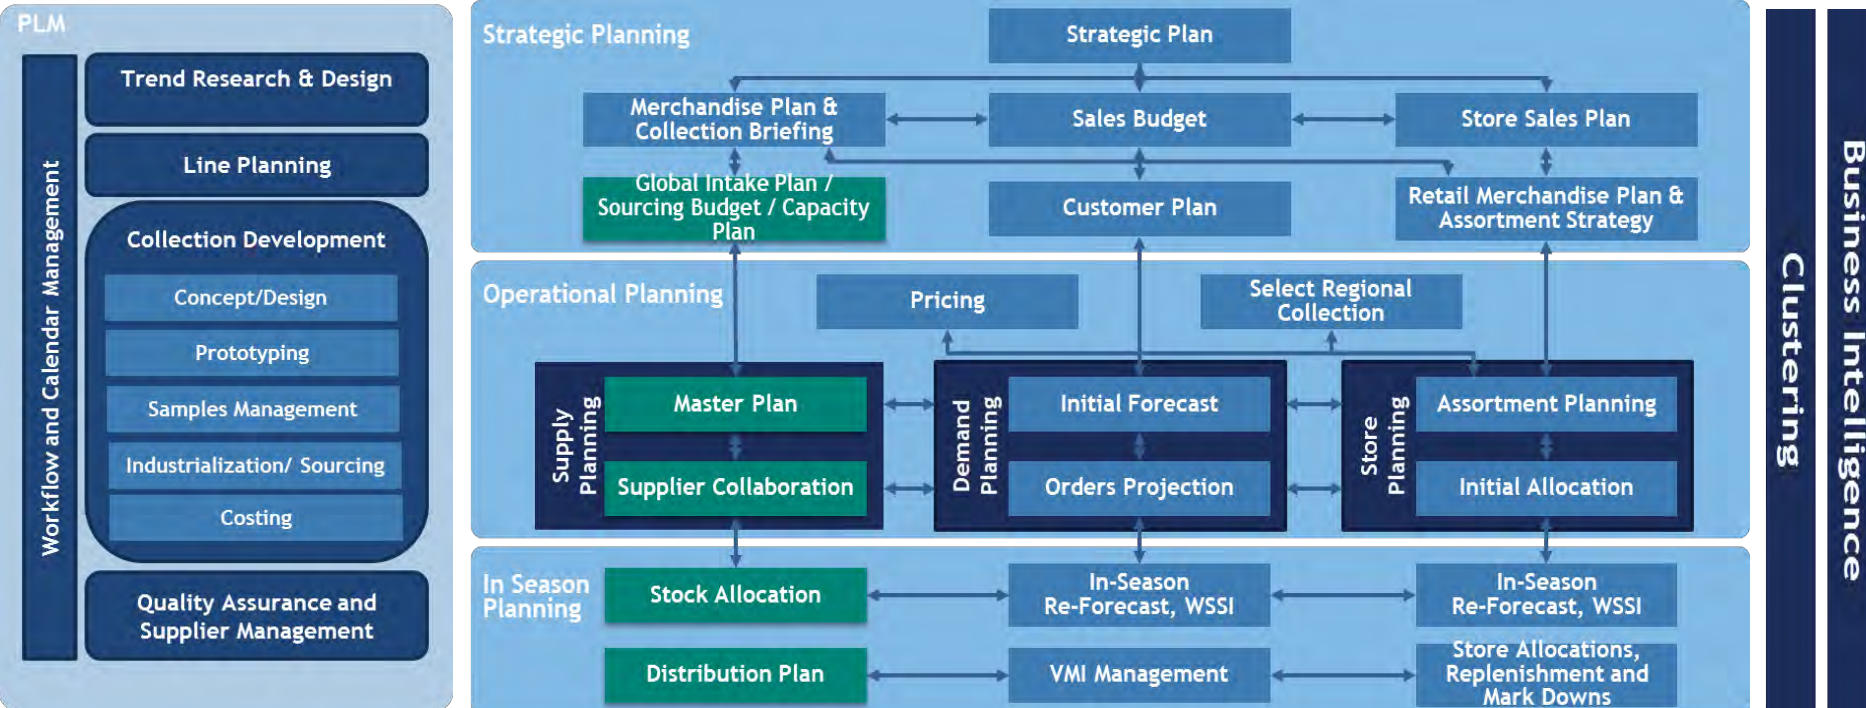 PLM
Workflow and Calendar Management
Trend Research & Design
Line Planning
Collection Development
Concept/Design
Prototyping
Samples Management
Industrialization/ Sourcing
Costing
Quality Assurance and
Supplier Management
Strategic Planning
Strategic Plan
Merchandise Plan &
Collection Briefing
Sales Budget
Store Sales Plan
Global Intake Plan /
Sourcing Budget / Capacity
Plan
Customer Plan
Retail Merchandise Plan &
Assortment Strategy
Operational Planning
Pricing
Select Regional
Collection
Supply
Planning
Master Plan
Supplier Collaboration
Demand
Planning
Initial Forecast
Orders Projection
Store
Planning
Assortment Planning
Initial Allocation
In Season
Planning
Stock Allocation
In-Season
Re-Forecast, WSSI
In-Season
Re-Forecast, WSSI
Distribution Plan
VMI Management
Store Allocations,
Replenishment and
Mark Downs
Clustering
Business Intelligence